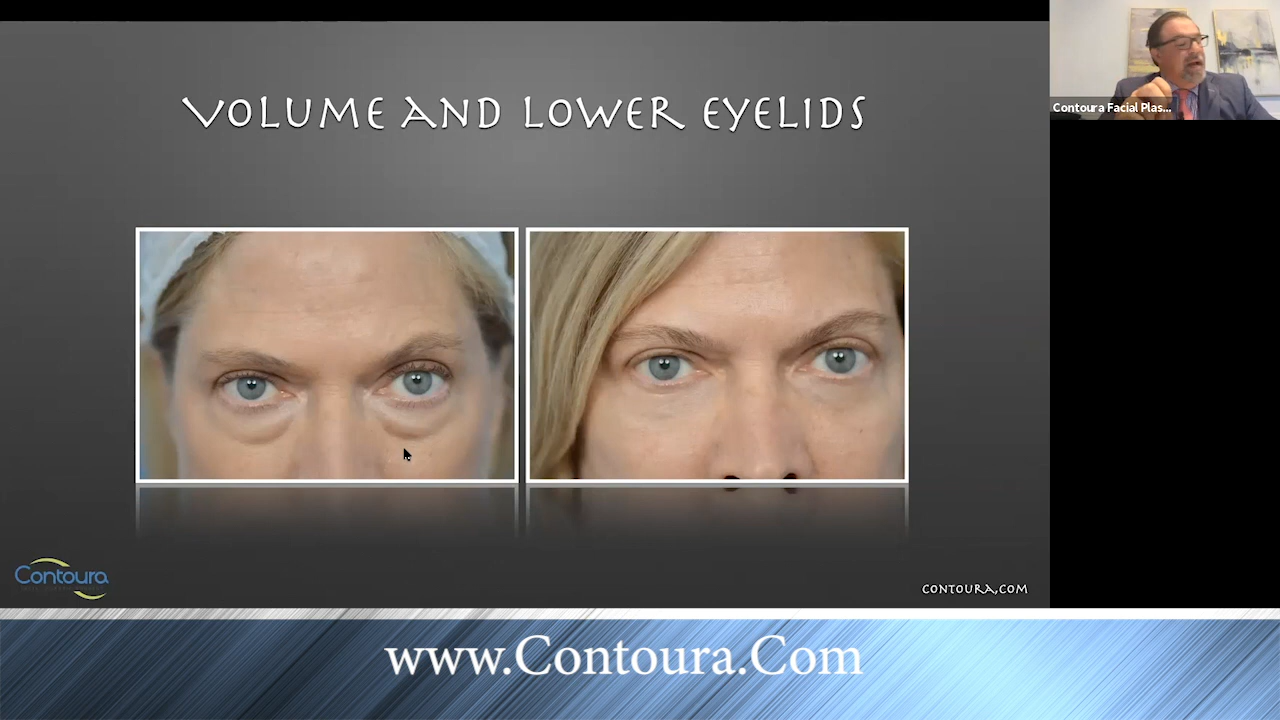 VOLUME AND LOWER EYELIDS
Contoura Facial Plas...
Contoura
CONTOURA.COM
www.Contoura.Com